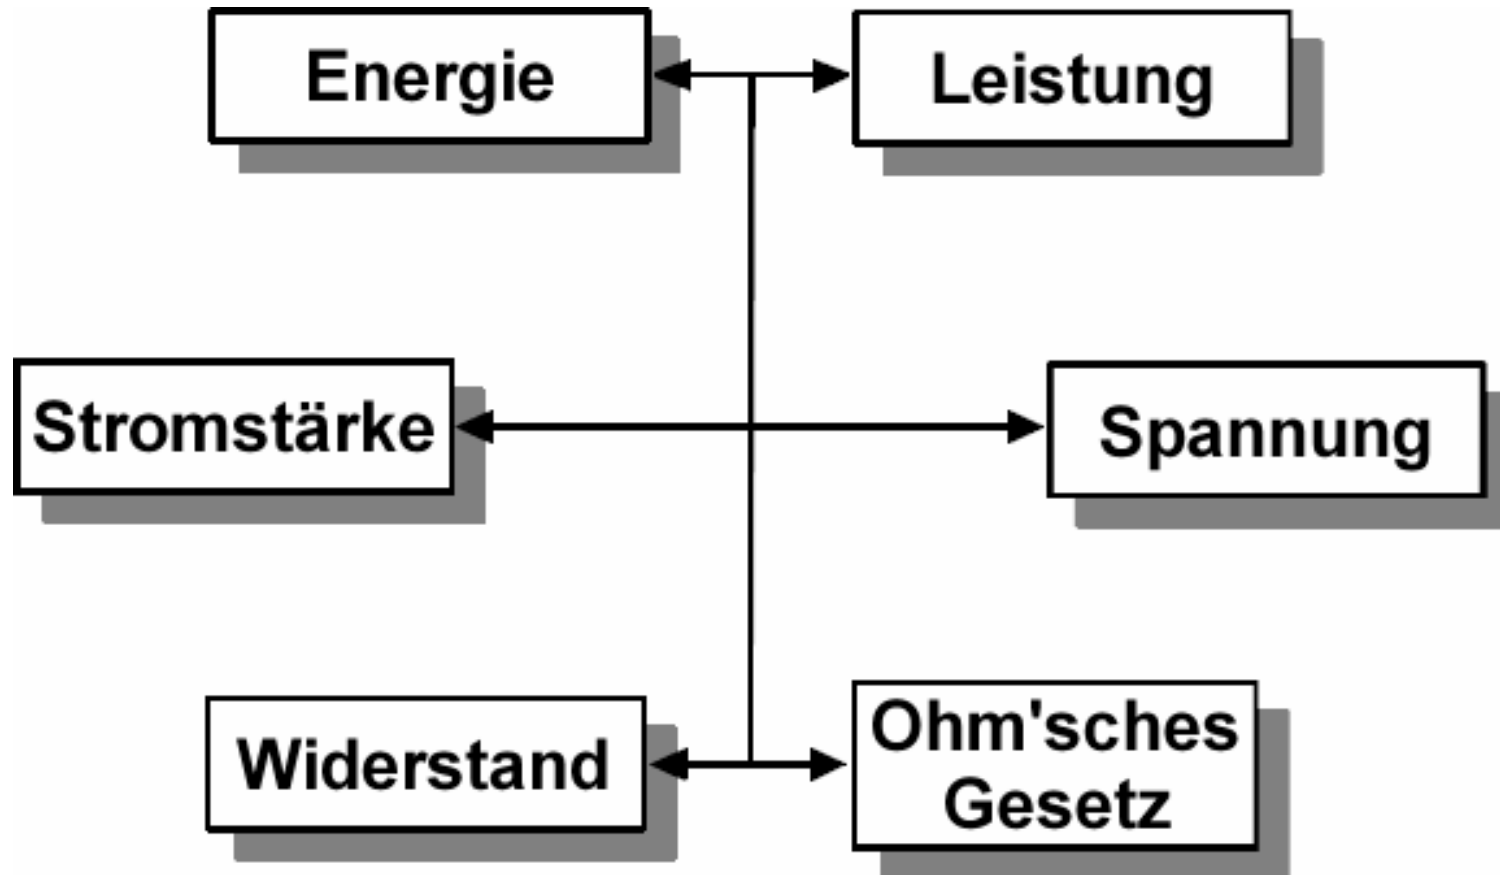 Energie
Leistung
Stromstärke
Spannung
Widerstand
Ohm'sches
Gesetz